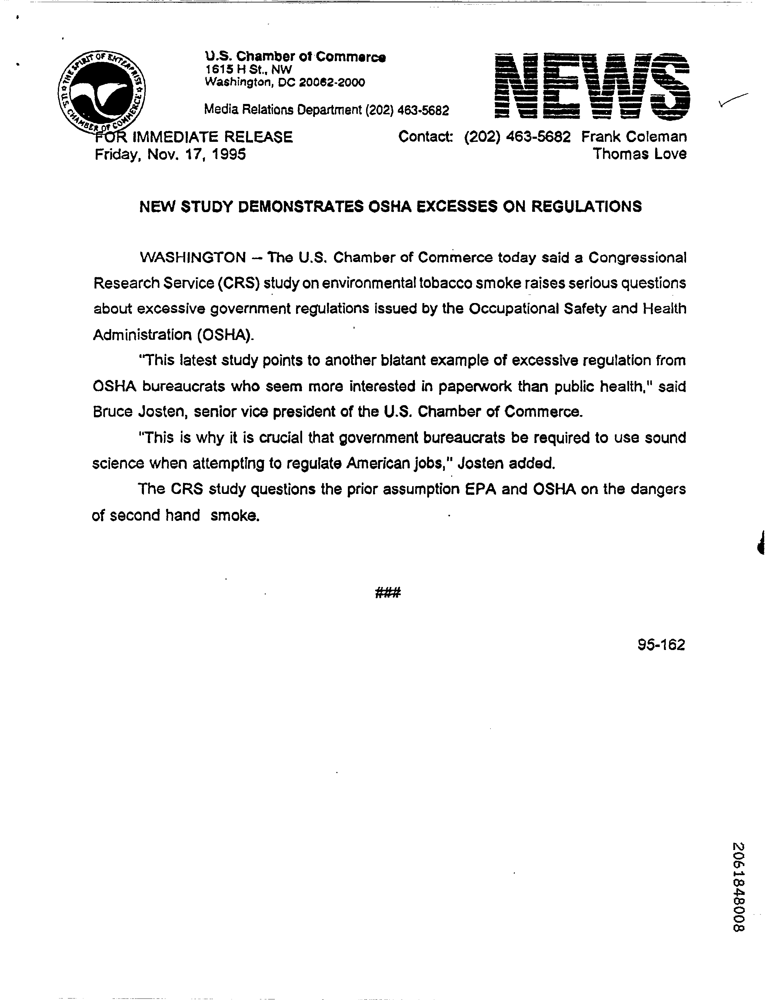 THE SPIRIT OF ENTERPRISE
U.S. CHAMBER OF COMMERCE
U.S. Chamber of Commerce
1615 H St., NW
Washington, DC 20062-2000
Media Relations Department (202) 463-5682
NEWS
FOR IMMEDIATE RELEASE
Friday, Nov. 17, 1995
Contact: (202) 463-5682 Frank Coleman
Thomas Love
NEW STUDY DEMONSTRATES OSHA EXCESSES ON REGULATIONS
WASHINGTON – The U.S. Chamber of Commerce today said a Congressional
Research Service (CRS) study on environmental tobacco smoke raises serious questions
about excessive government regulations issued by the Occupational Safety and Health
Administration (OSHA).
"This latest study points to another blatant example of excessive regulation from
OSHA bureaucrats who seem more interested in paperwork than public health," said
Bruce Josten, senior vice president of the U.S. Chamber of Commerce.
"This is why it is crucial that government bureaucrats be required to use sound
science when attempting to regulate American jobs," Josten added.
The CRS study questions the prior assumption EPA and OSHA on the dangers
of second hand smoke.
###
95-162
2061848008